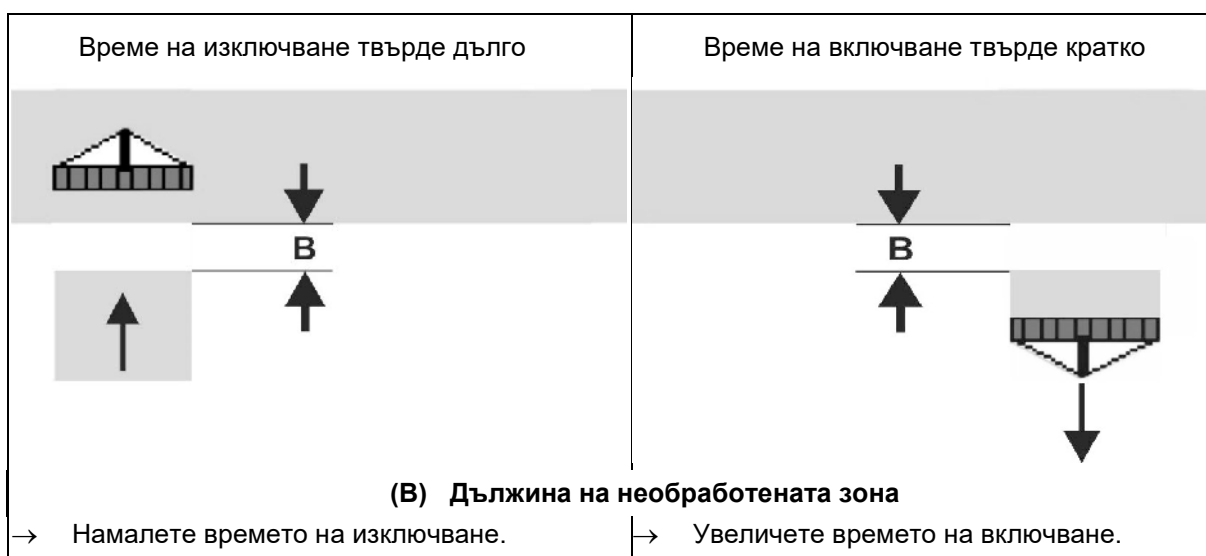 Време на изключване твърде дълго
Време на включване твърде кратко
B
B
(B) Дължина на необработената зона
→ Намалете времето на изключване.
→ Увеличете времето на включване.